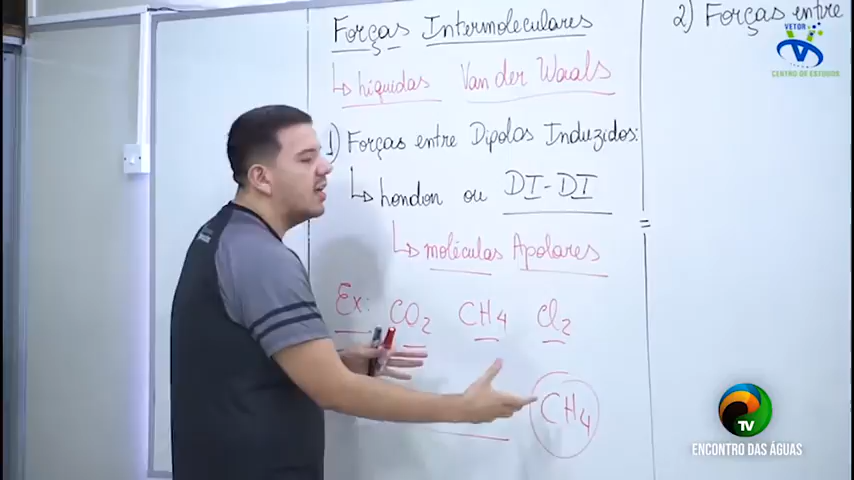 Forças Intermoleculares
↳ Líquidas Van der Waals
1) Forças entre Dipolos Induzidos:
↳ London ou DI-DI
↳ moléculas Apolares
Ex: CO2 CH4 Cl2
CH4
2) Forças entre
VETOR
CENTRO DE ESTUDOS
TV
ENCONTRO DAS ÁGUAS